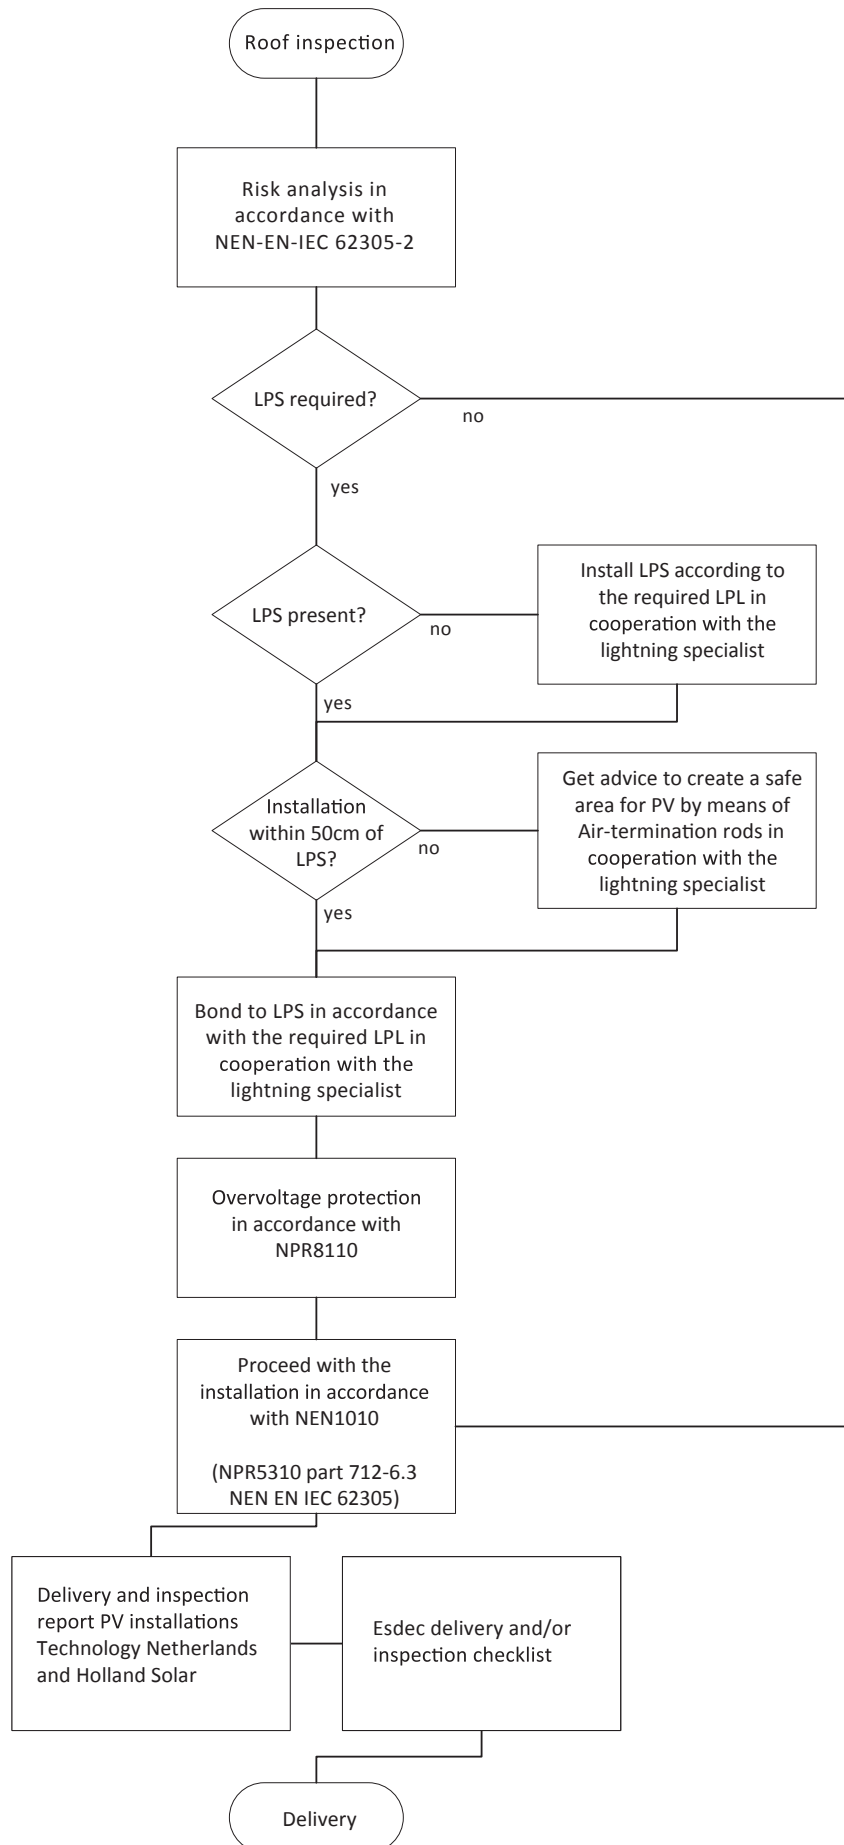 Roof inspection
Risk analysis in
accordance with
NEN-EN-IEC 62305-2
LPS required?
no
yes
LPS present?
no
Install LPS according to
the required LPL in
cooperation with the
lightning specialist
yes
Installation
within 50cm of
LPS?
no
Get advice to create a safe
area for PV by means of
Air-termination rods in
cooperation with the
lightning specialist
yes
Bond to LPS in accordance
with the required LPL in
cooperation with the
lightning specialist
Overvoltage protection
in accordance with
NPR8110
Proceed with the
installation in accordance
with NEN1010
(NPR5310 part 712-6.3
NEN EN IEC 62305)
Delivery and inspection
report PV installations
Technology Netherlands
and Holland Solar
Esdec delivery and/or
inspection checklist
Delivery